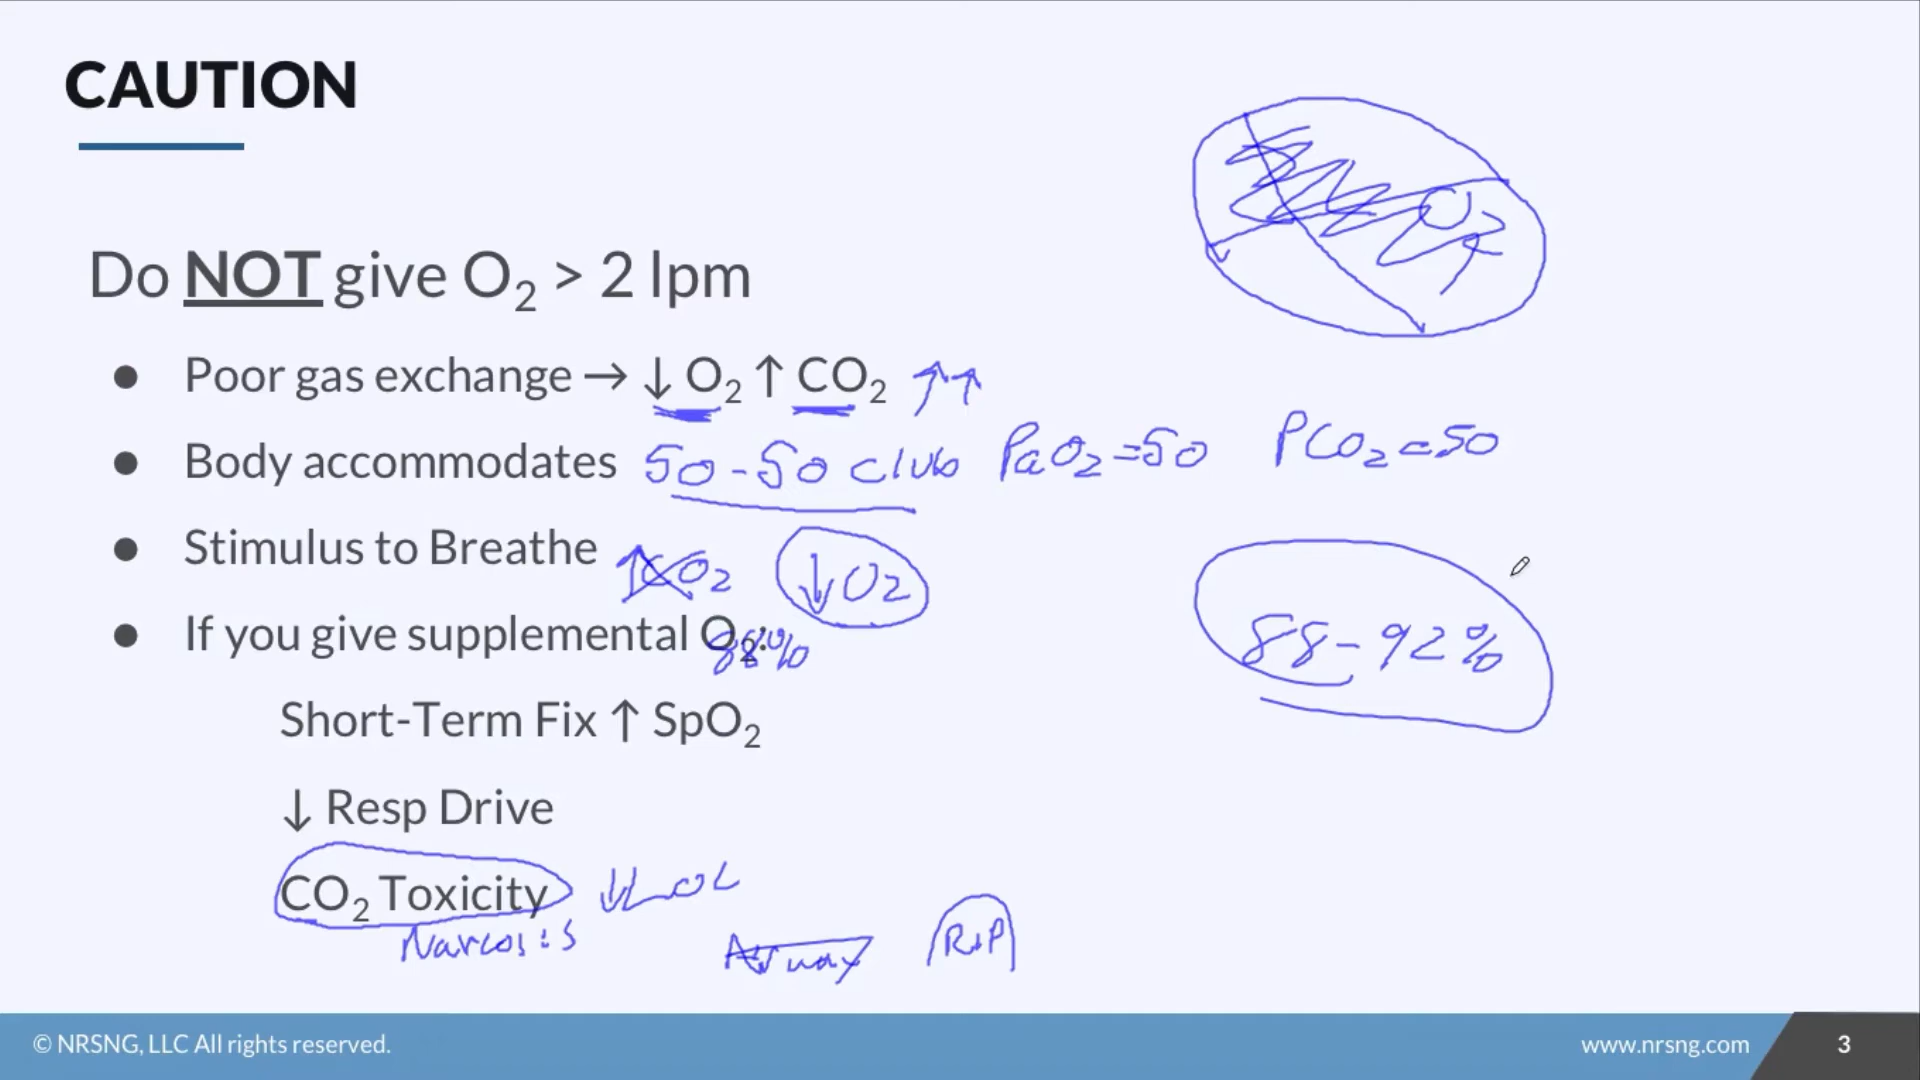 CAUTION
Do NOT give O₂ > 2 lpm
● Poor gas exchange → ↓ O₂ ↑ CO₂ ↑↑
● Body accommodates 50-50 club PaO₂=50 PCO₂=50
● Stimulus to Breathe ↑CO₂ ↓O₂
● If you give supplemental O₂: 88%
88-92%
Short-Term Fix ↑ SpO₂
↓ Resp Drive
CO₂ Toxicity ↓LOC
Narcosis
RIP
© NRSNG, LLC All rights reserved.
www.nrsng.com
3